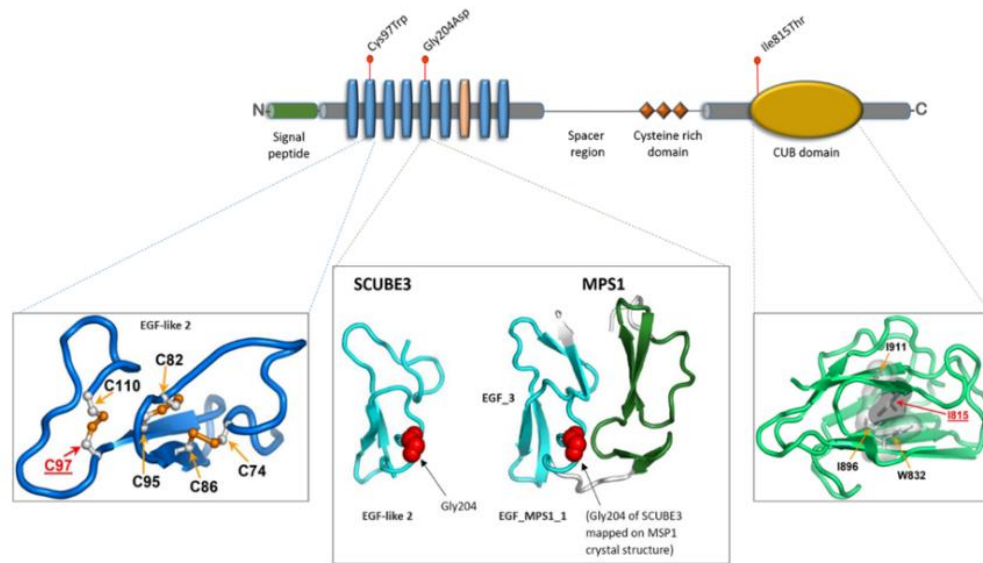 Cys97Trp
Gly204Asp
Ile815Thr
N
C
Signal
peptide
Spacer
region
Cysteine rich
domain
CUB domain
EGF-like 2
C82
C110
C97
C95
C86
C74
SCUBE3
MPS1
EGF_3
Gly204
EGF-like 2
EGF_MPS1_1
(Gly204 of SCUBE3
mapped on MSP1
crystal structure)
I911
I815
I896
W832